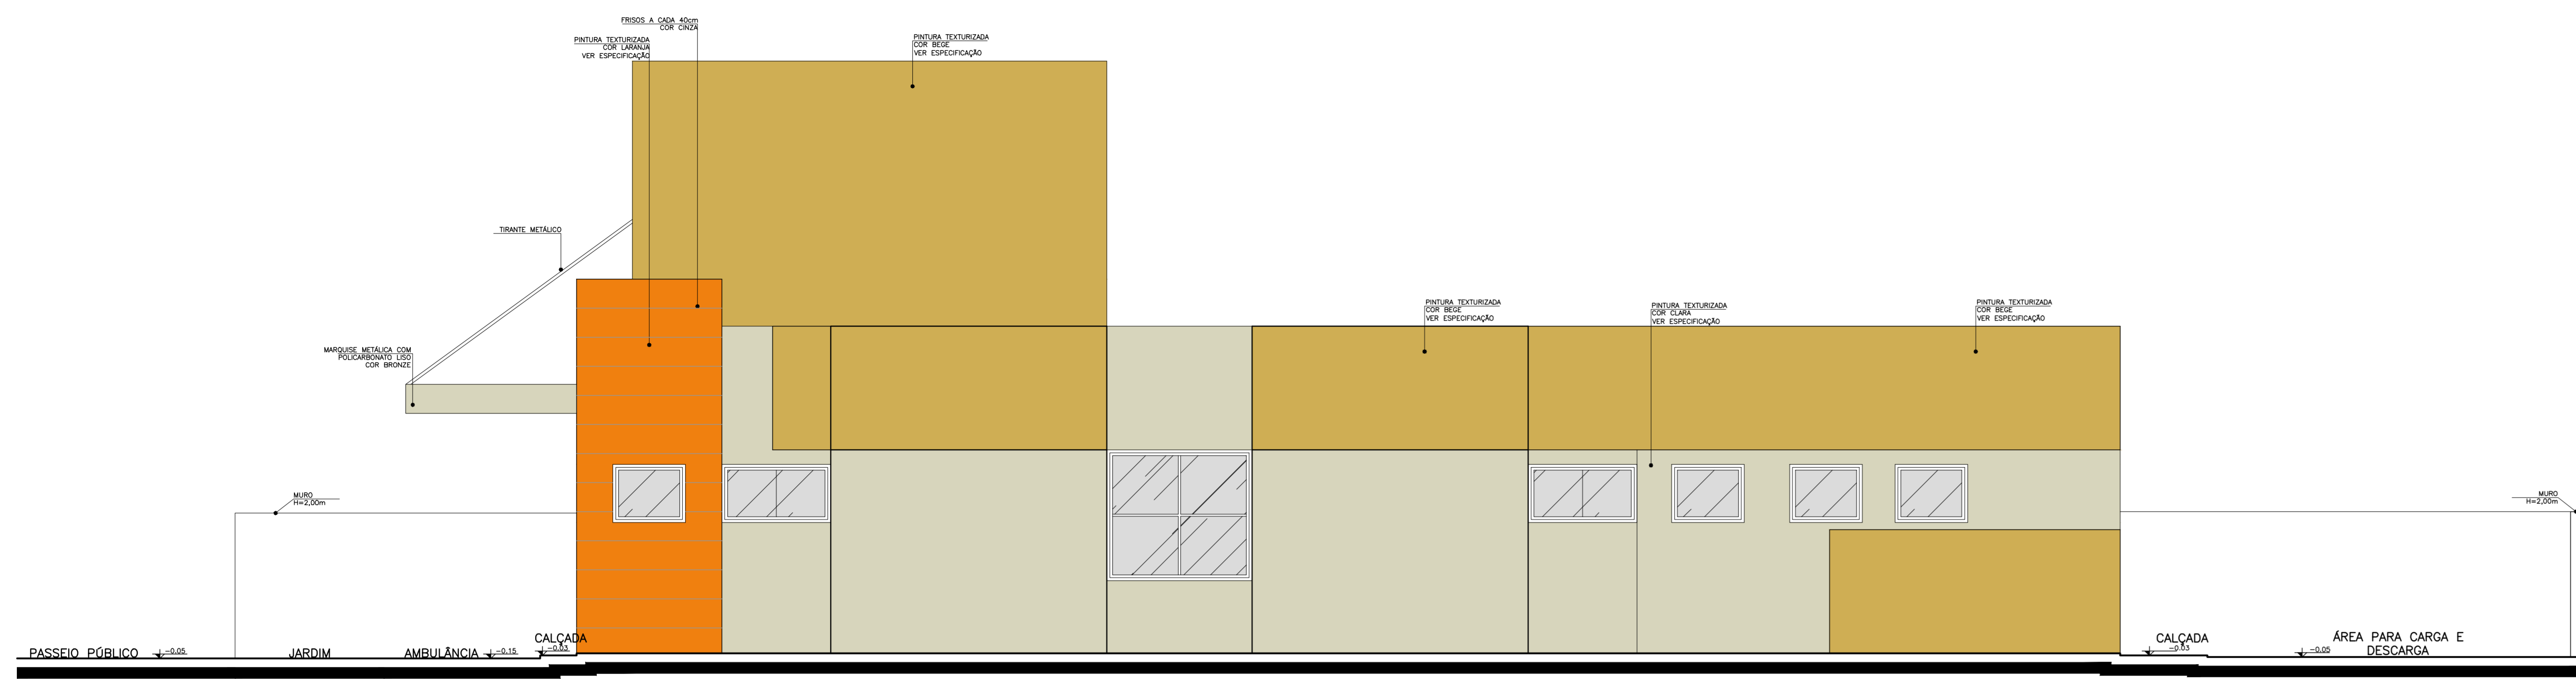 FRISOS A CADA 40cm
COR CINZA
PINTURA TEXTURIZADA
COR LARANJA
VER ESPECIFICAÇÃO
PINTURA TEXTURIZADA
COR BEGE
VER ESPECIFICAÇÃO
TIRANTE METÁLICO
MARQUISE METÁLICA COM
POLICARBONATO LISO
COR BRONZE
PINTURA TEXTURIZADA
COR BEGE
VER ESPECIFICAÇÃO
PINTURA TEXTURIZADA
COR CLARA
VER ESPECIFICAÇÃO
PINTURA TEXTURIZADA
COR BEGE
VER ESPECIFICAÇÃO
MURO
H=2,00m
MURO
H=2,00m
PASSEIO PÚBLICO
-0.05
JARDIM
AMBULÂNCIA
-0.15
CALÇADA
-0.03
CALÇADA
-0.03
-0.05
ÁREA PARA CARGA E
DESCARGA